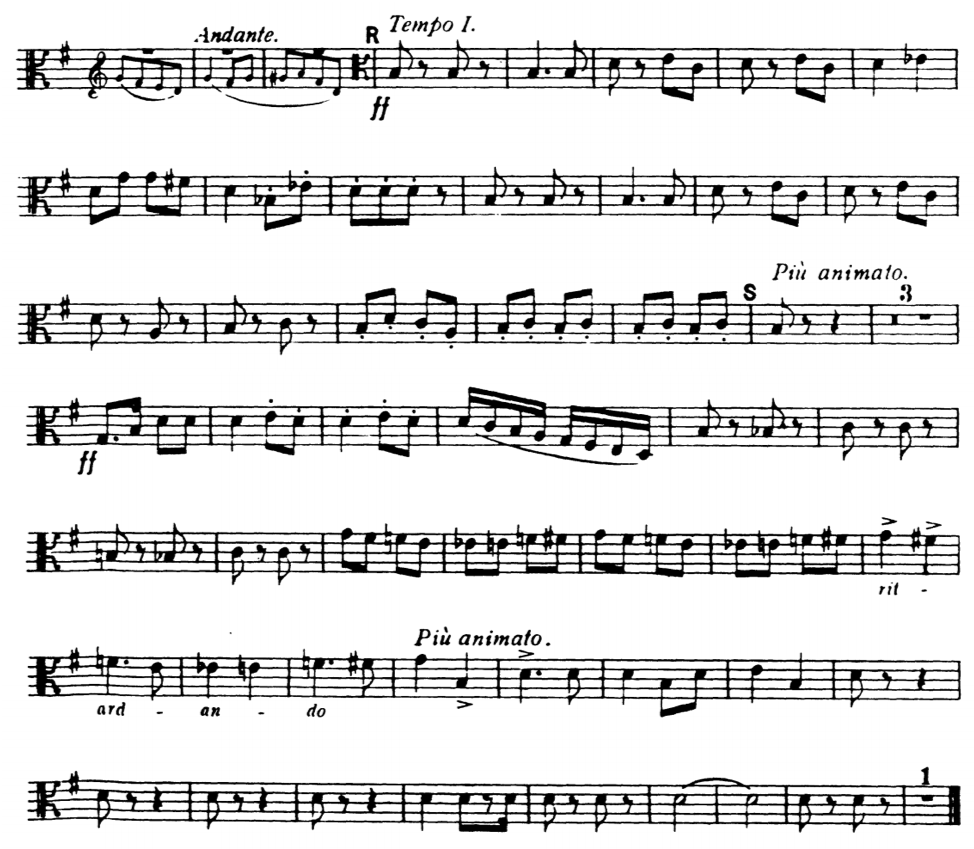 Andante. R Tempo I.
ff
Più animato.
S 3
ff
rit -
Più animato.
ard - an - do
1